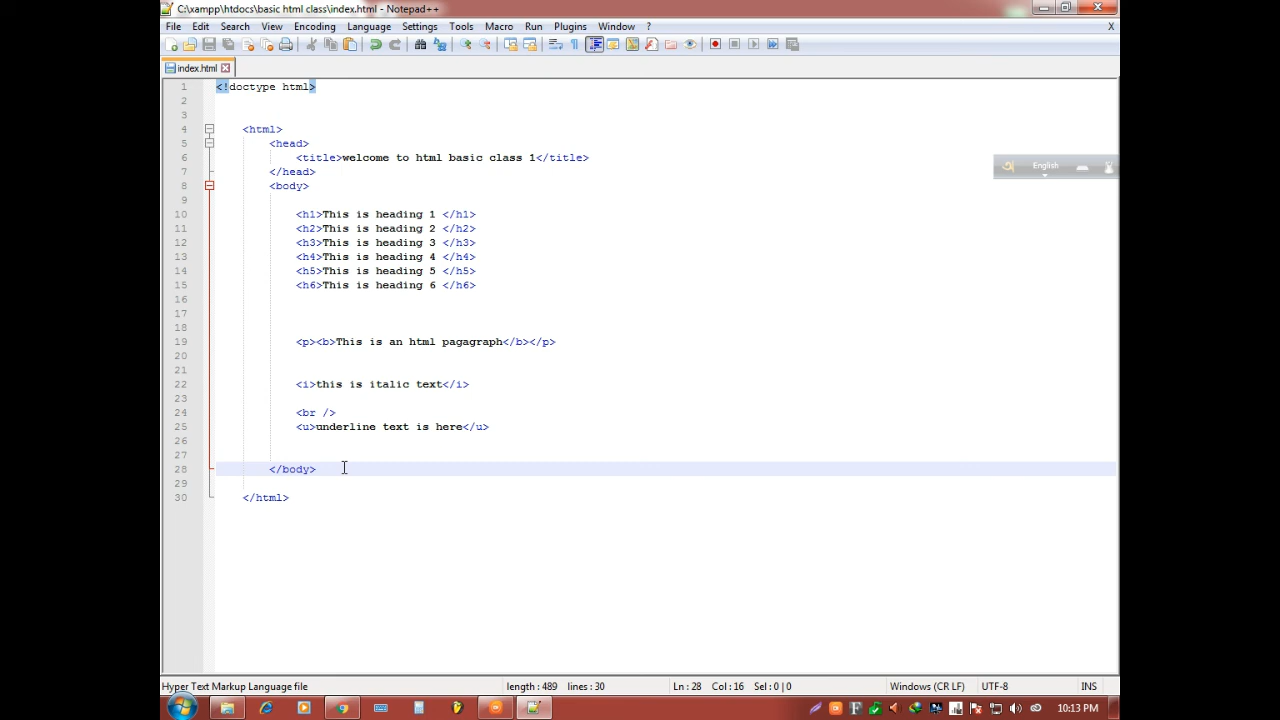 C:\xampp\htdocs\basic html class\index.html - Notepad++
File Edit Search View Encoding Language Settings Tools Macro Run Plugins Window ? X
index.html
1 <!doctype html>
2
3
4 <html>
5 <head>
6 <title>welcome to html basic class 1</title>
7 </head>
8 <body>
9
10 <h1>This is heading 1 </h1>
11 <h2>This is heading 2 </h2>
12 <h3>This is heading 3 </h3>
13 <h4>This is heading 4 </h4>
14 <h5>This is heading 5 </h5>
15 <h6>This is heading 6 </h6>
16
17
18
19 <p><b>This is an html pagagraph</b></p>
20
21
22 <i>this is italic text</i>
23
24 <br />
25 <u>underline text is here</u>
26
27
28 </body>
29
30 </html>
English
Hyper Text Markup Language file length : 489 lines : 30 Ln : 28 Col : 16 Sel : 0 | 0 Windows (CR LF) UTF-8 INS
10:13 PM